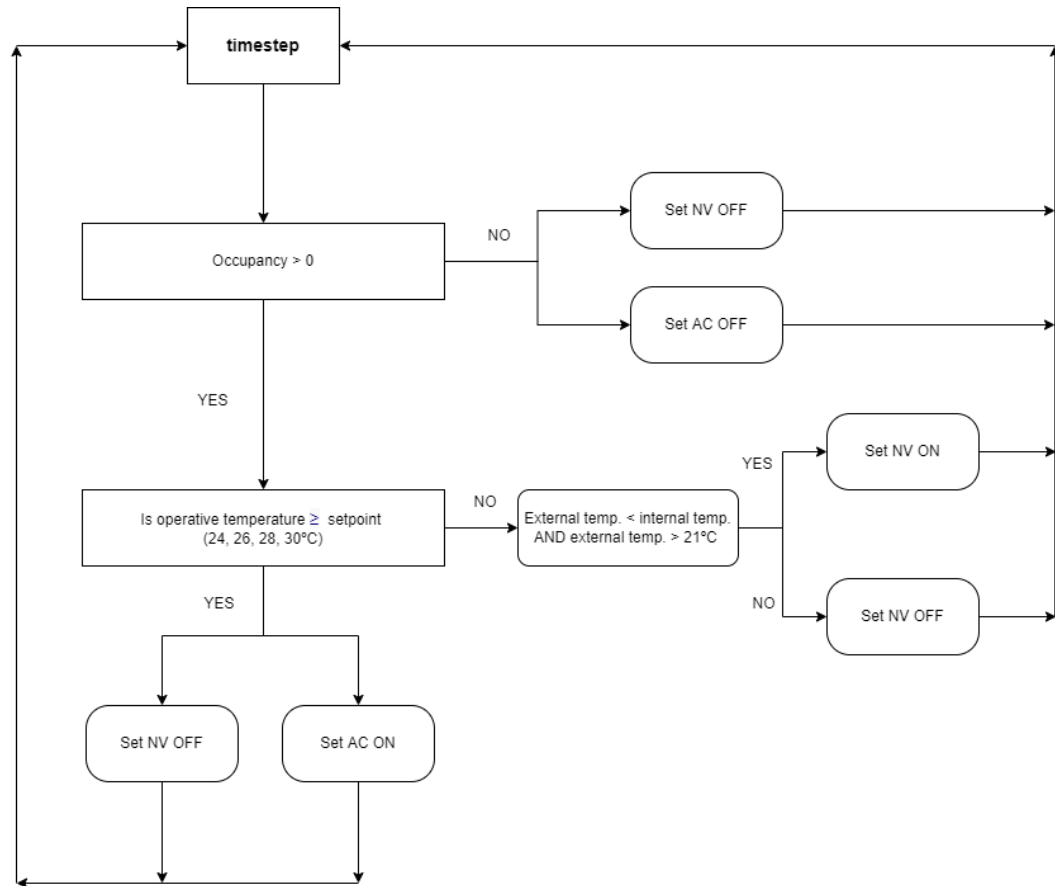 timestep
Set NV OFF
NO
Occupancy > 0
Set AC OFF
YES
Set NV ON
YES
NO
Is operative temperature ≥ setpoint
(24, 26, 28, 30ºC)
External temp. < internal temp.
AND external temp. > 21ºC
YES
NO
Set NV OFF
Set NV OFF
Set AC ON